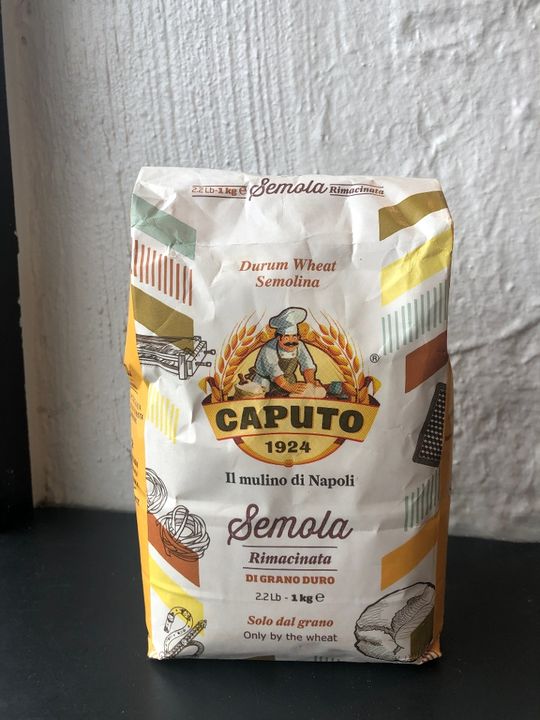 2.2 Lb - 1 kg ℮ Semola Rimacinata
Durum Wheat
Semolina
®
CAPUTO
1924
Il mulino di Napoli
Semola
Rimacinata
DI GRANO DURO
2.2 Lb - 1 kg ℮
Solo dal grano
Only by the wheat